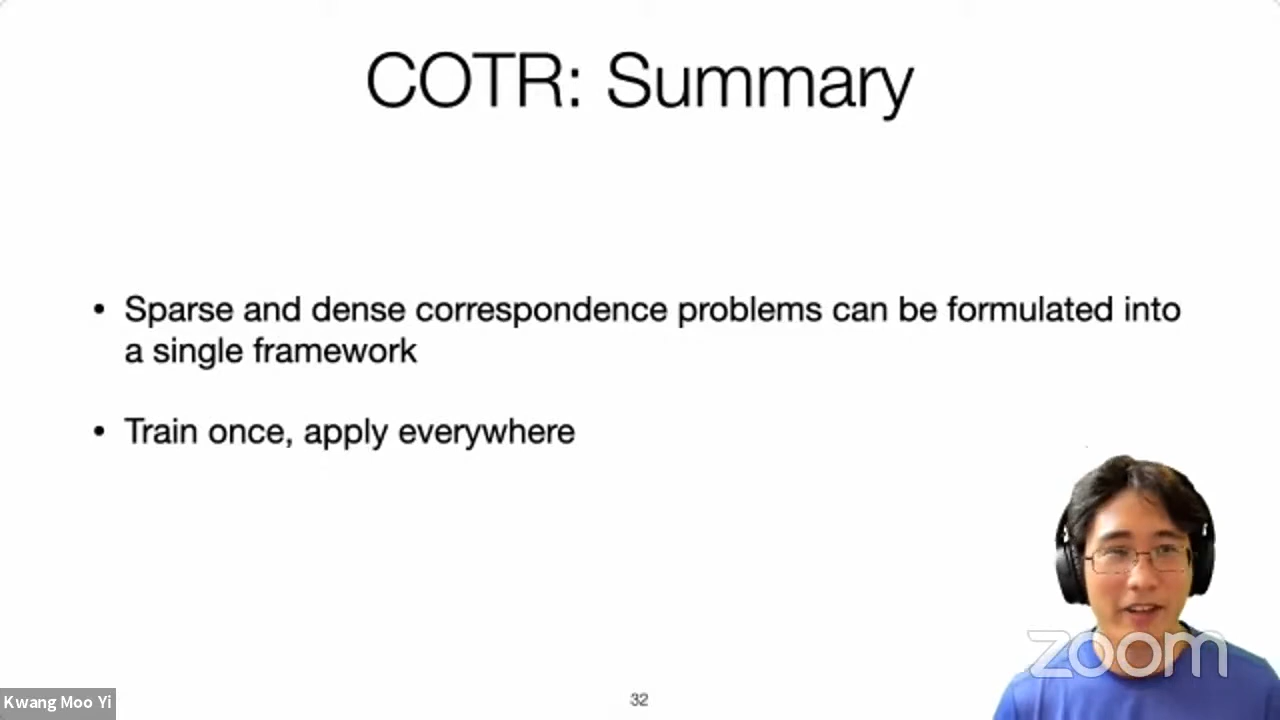 COTR: Summary
• Sparse and dense correspondence problems can be formulated into
a single framework
• Train once, apply everywhere
zoom
Kwang Moo Yi
32